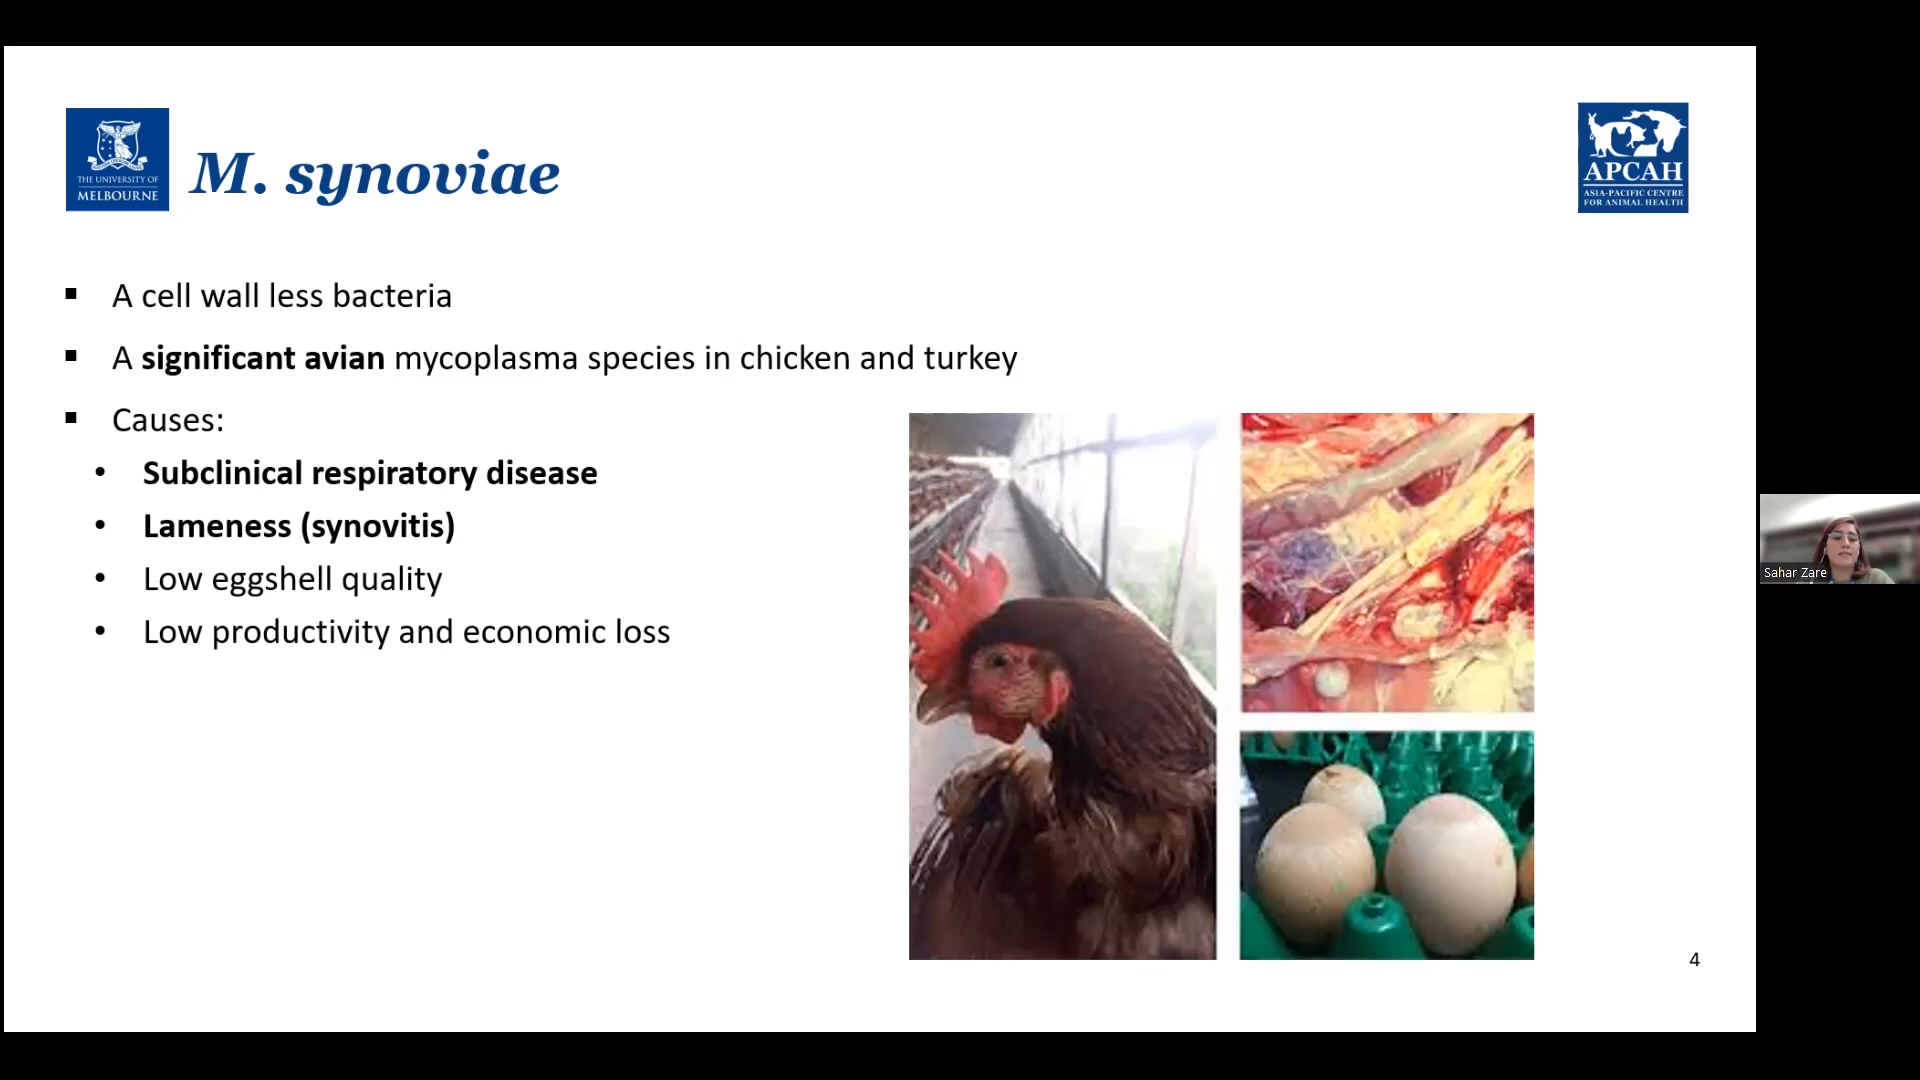 THE UNIVERSITY OF
MELBOURNE
M. synoviae
APCAH
ASIA-PACIFIC CENTRE
FOR ANIMAL HEALTH
▪ A cell wall less bacteria
▪ A significant avian mycoplasma species in chicken and turkey
▪ Causes:
• Subclinical respiratory disease
• Lameness (synovitis)
• Low eggshell quality
• Low productivity and economic loss
4
Sahar Zare